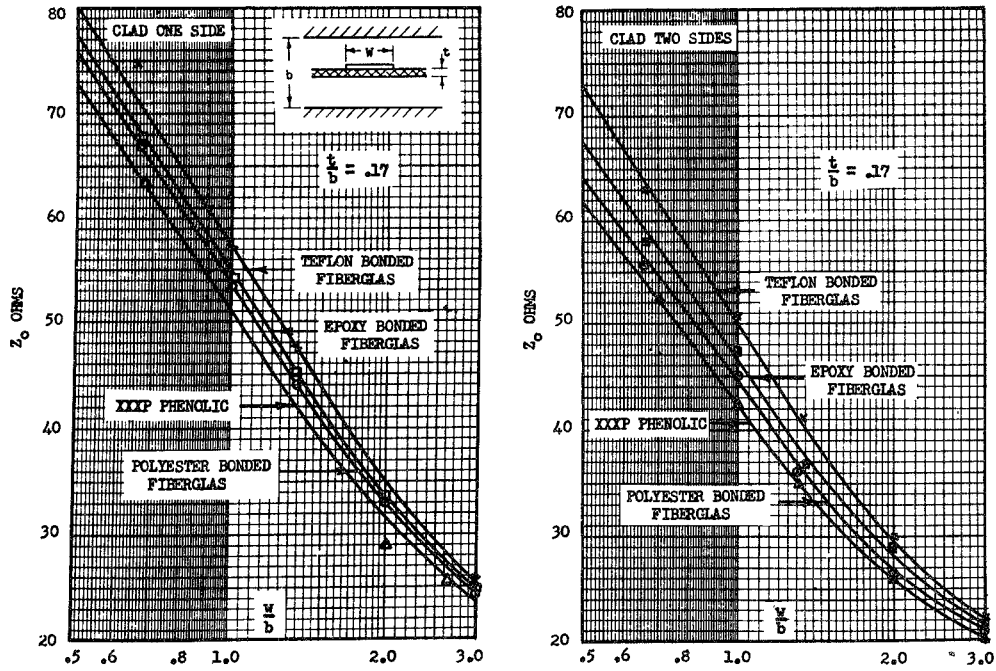 CLAD ONE SIDE
W
t
b
t/b = .17
TEFLON BONDED
FIBERGLAS
EPOXY BONDED
FIBERGLAS
XXXP PHENOLIC
POLYESTER BONDED
FIBERGLAS
80
70
60
50
40
30
20
Z₀ OHMS
w/b
.5 .6 .8 1.0 2.0 3.0
CLAD TWO SIDES
t/b = .17
TEFLON BONDED
FIBERGLAS
EPOXY BONDED
FIBERGLAS
XXXP PHENOLIC
POLYESTER BONDED
FIBERGLAS
80
70
60
50
40
30
20
Z₀ OHMS
w/b
.5 .6 .8 1.0 2.0 3.0